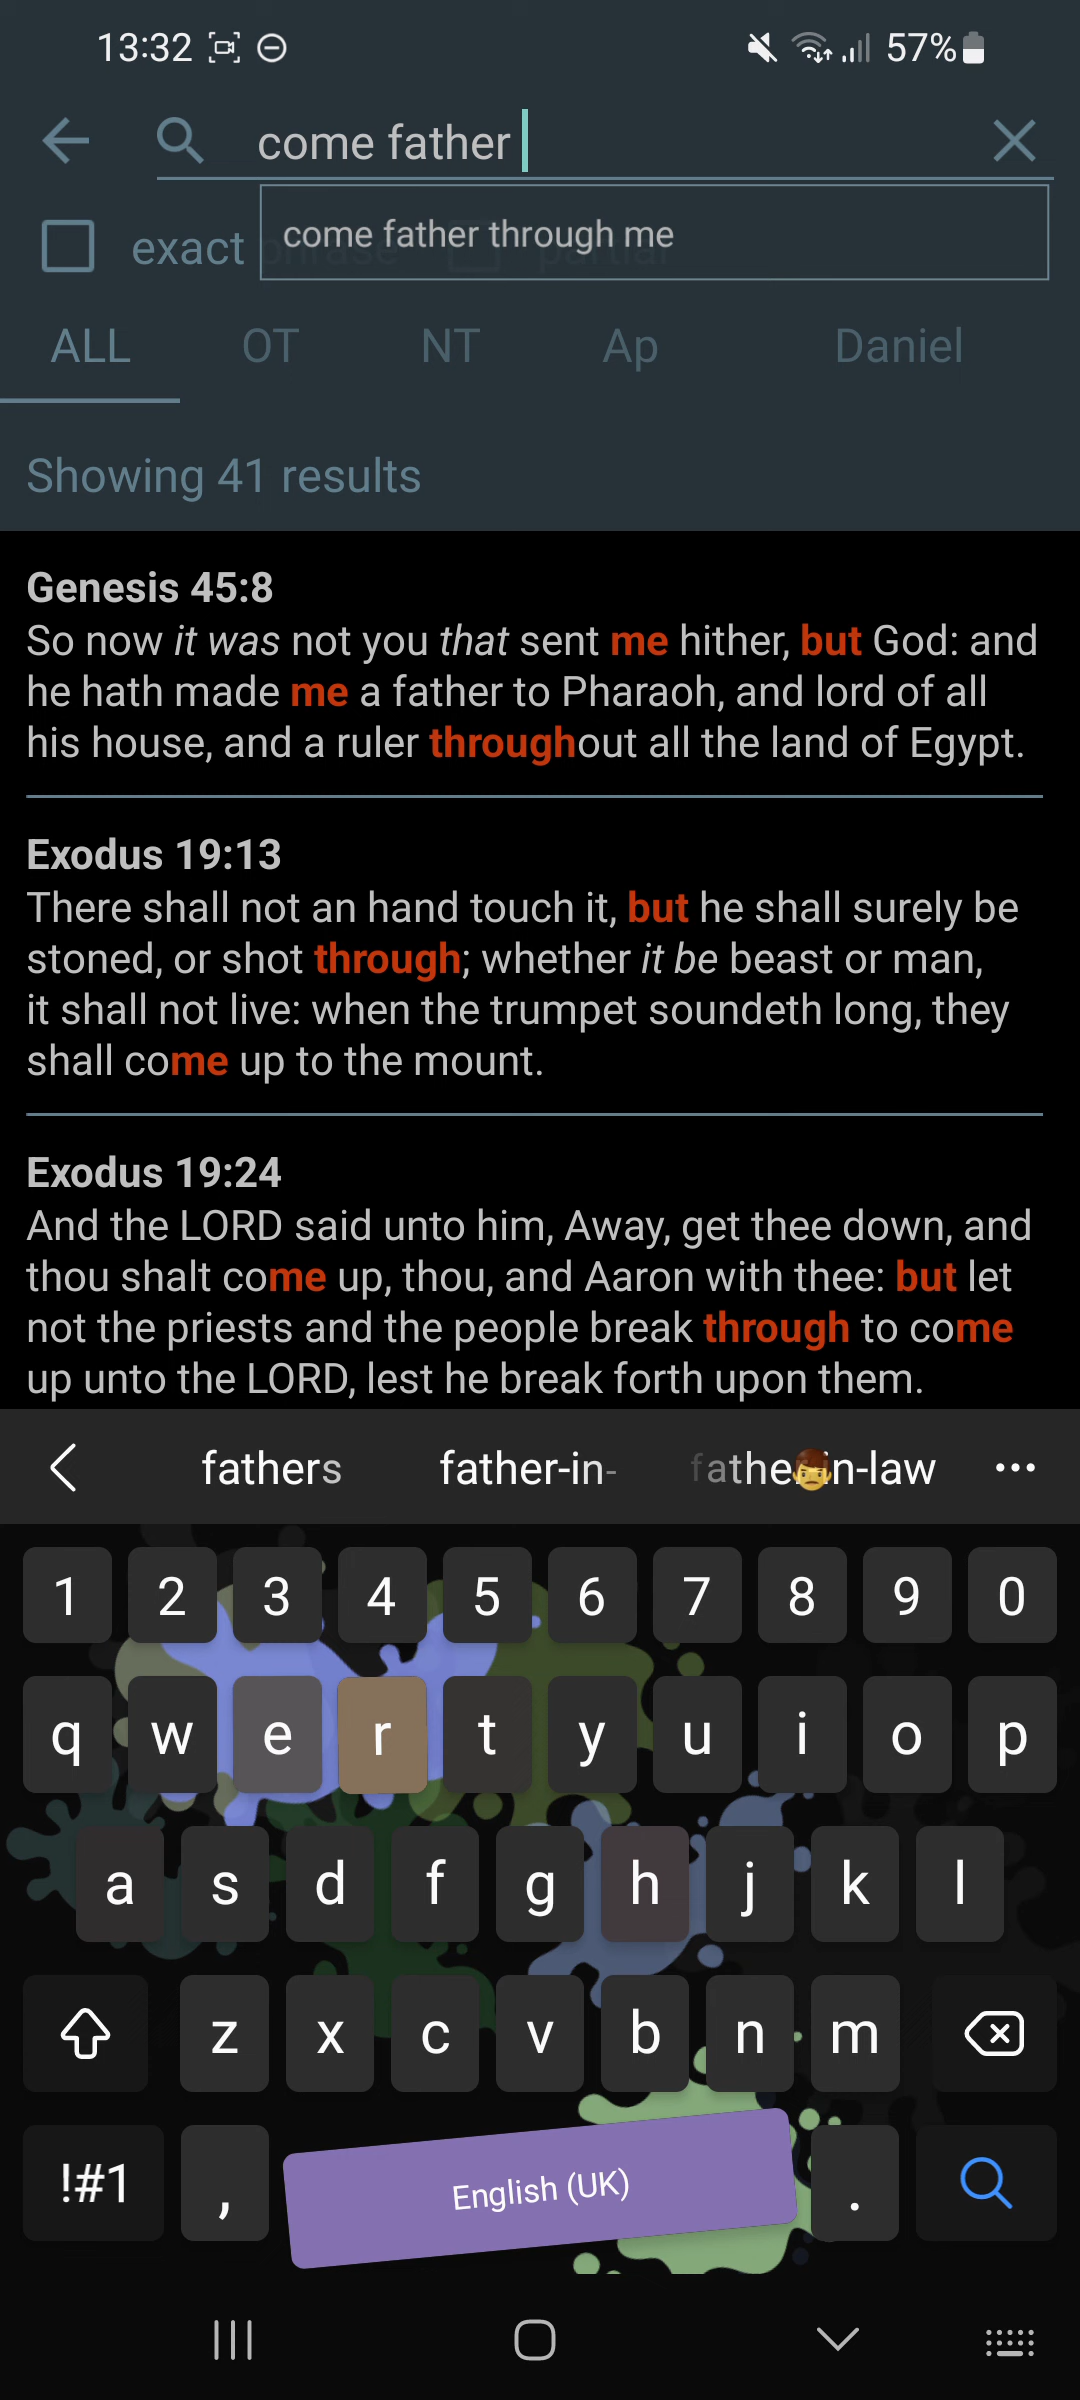 13:32 57%
come father
come father through me
exact phrase partial
ALL OT NT Ap Daniel
Showing 41 results
Genesis 45:8
So now it was not you that sent me hither, but God: and
he hath made me a father to Pharaoh, and lord of all
his house, and a ruler throughout all the land of Egypt.
Exodus 19:13
There shall not an hand touch it, but he shall surely be
stoned, or shot through; whether it be beast or man,
it shall not live: when the trumpet soundeth long, they
shall come up to the mount.
Exodus 19:24
And the LORD said unto him, Away, get thee down, and
thou shalt come up, thou, and Aaron with thee: but let
not the priests and the people break through to come
up unto the LORD, lest he break forth upon them.
fathers father-in- father-in-law
1 2 3 4 5 6 7 8 9 0
q w e r t y u i o p
a s d f g h j k l
z x c v b n m
!#1 , English (UK) .